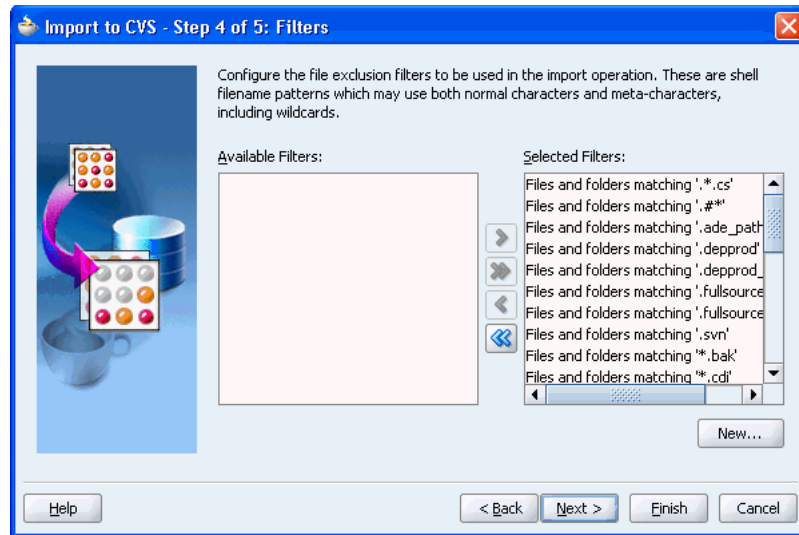 Import to CVS - Step 4 of 5: Filters
Configure the file exclusion filters to be used in the import operation. These are shell
filename patterns which may use both normal characters and meta-characters,
including wildcards.
Available Filters:
Selected Filters:
Files and folders matching '.*.cs'
Files and folders matching '.#*'
Files and folders matching '.ade_path
Files and folders matching '.depprod'
Files and folders matching '.depprod_
Files and folders matching '.fullsource
Files and folders matching '.fullsource
Files and folders matching '.svn'
Files and folders matching '*.bak'
Files and folders matching '*.cdi'
New...
Help
< Back
Next >
Finish
Cancel